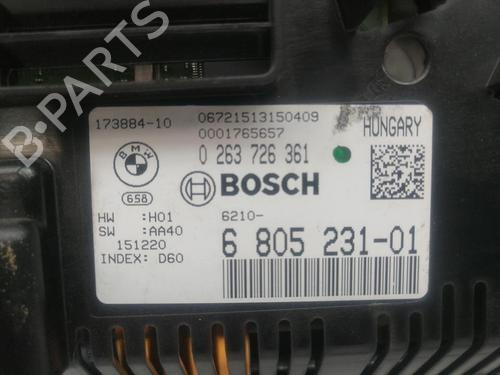 B-PARTS
173884-10
06721513150409
0001765657
HUNGARY
BMW
0 263 726 361
658
BOSCH
HW :H01
SW :AA40
151220
INDEX: D60
6210-
6 805 231-01